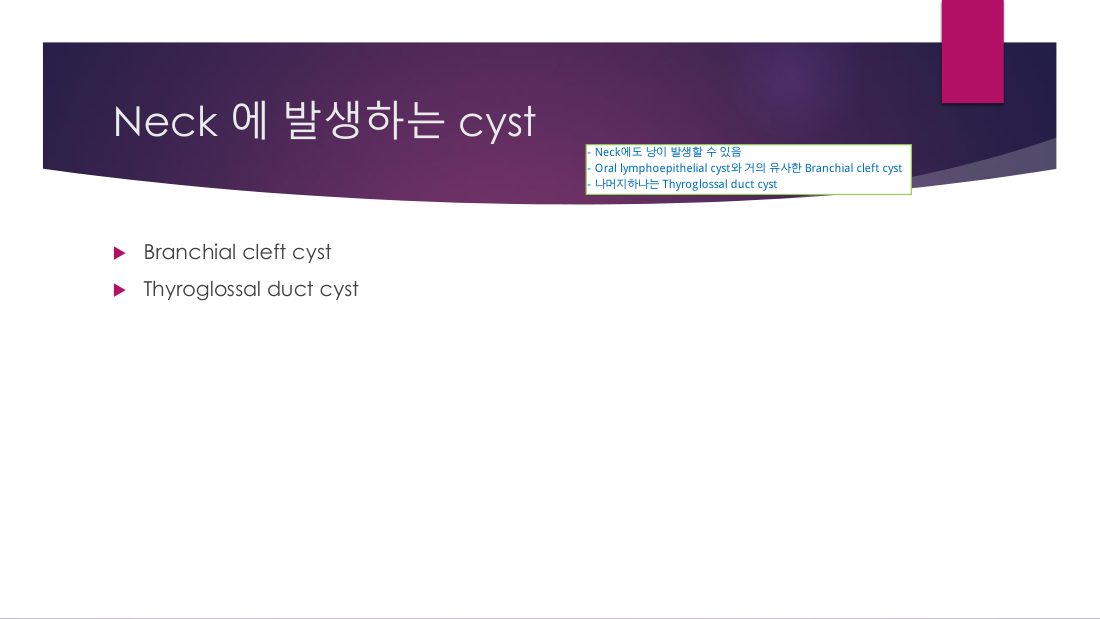 Neck 에 발생하는 cyst
- Neck에도 낭이 발생할 수 있음
- Oral lymphoepithelial cyst와 거의 유사한 Branchial cleft cyst
- 나머지하나는 Thyroglossal duct cyst
Branchial cleft cyst
Thyroglossal duct cyst